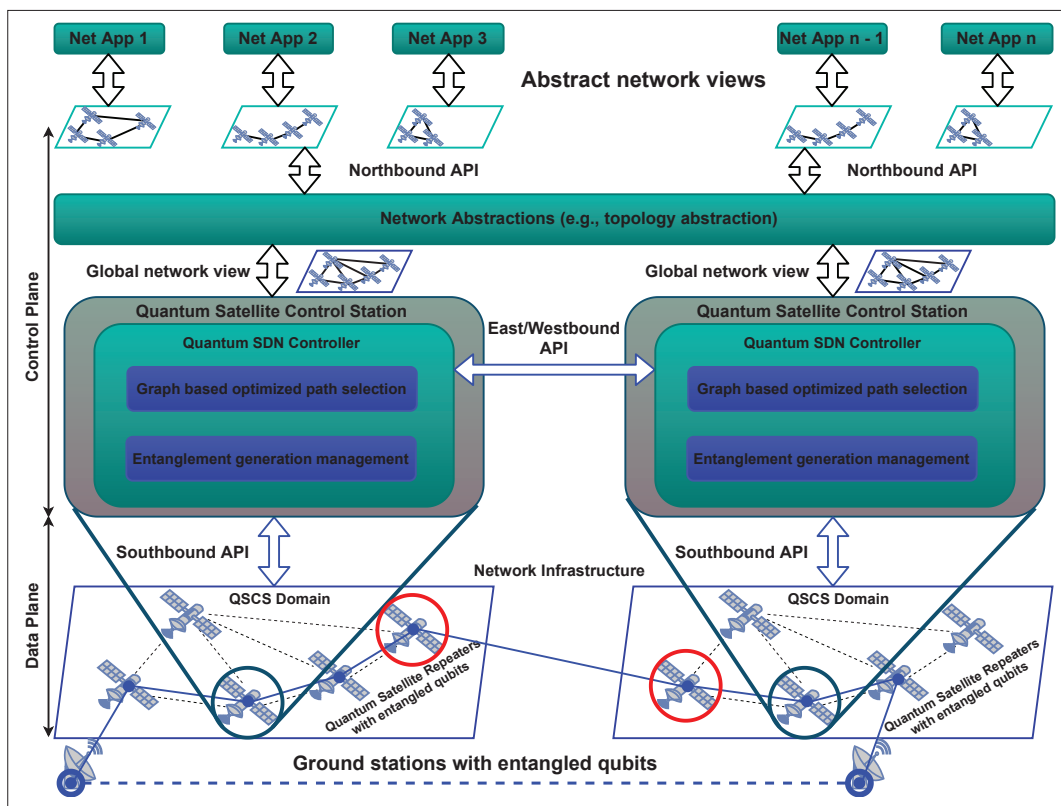 Net App 1
Net App 2
Net App 3
Net App n - 1
Net App n
Abstract network views
Northbound API
Northbound API
Network Abstractions (e.g., topology abstraction)
Global network view
Global network view
Control Plane
Quantum Satellite Control Station
Quantum SDN Controller
Graph based optimized path selection
Entanglement generation management
East/Westbound
API
Quantum Satellite Control Station
Quantum SDN Controller
Graph based optimized path selection
Entanglement generation management
Southbound API
Southbound API
Network Infrastructure
Data Plane
QSCS Domain
Quantum Satellite Repeaters
with entangled qubits
QSCS Domain
Quantum Satellite Repeaters
with entangled qubits
Ground stations with entangled qubits